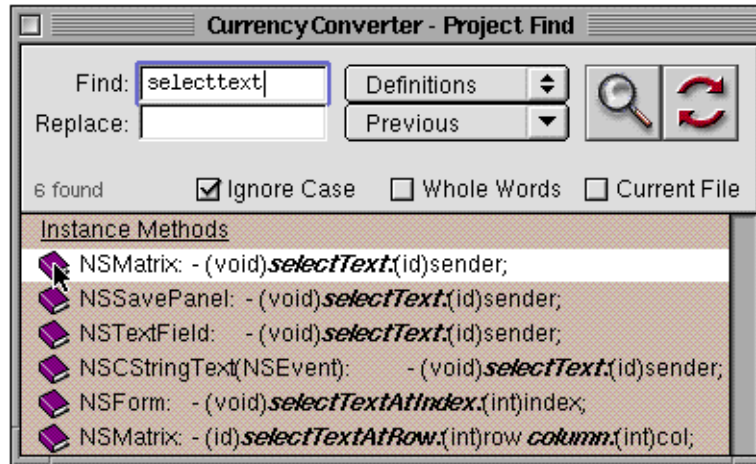 CurrencyConverter - Project Find
Find: selecttext Definitions
Replace: Previous
6 found Ignore Case Whole Words Current File
Instance Methods
NSMatrix: - (void)selectText:(id)sender;
NSSavePanel: - (void)selectText:(id)sender;
NSTextField: - (void)selectText:(id)sender;
NSCStringText(NSEvent): - (void)selectText:(id)sender;
NSForm: - (void)selectTextAtIndex:(int)index;
NSMatrix: - (id)selectTextAtRow:(int)row column:(int)col;